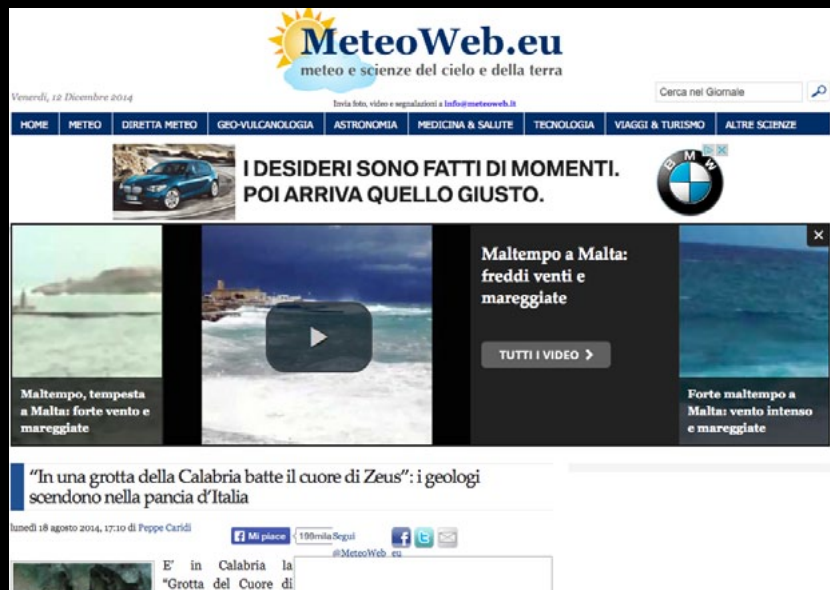 MeteoWeb.eu
meteo e scienze del cielo e della terra
Venerdì, 12 Dicembre 2014
Invia foto, video e segnalazioni a info@meteoweb.it
Cerca nel Giornale
HOME METEO DIRETTA METEO GEO-VULCANOLOGIA ASTRONOMIA MEDICINA & SALUTE TECNOLOGIA VIAGGI & TURISMO ALTRE SCIENZE
I DESIDERI SONO FATTI DI MOMENTI.
POI ARRIVA QUELLO GIUSTO.
BMW
Maltempo, tempesta
a Malta: forte vento e
mareggiate
Maltempo a Malta:
freddi venti e
mareggiate
TUTTI I VIDEO
Forte maltempo a
Malta: vento intenso
e mareggiate
“In una grotta della Calabria batte il cuore di Zeus”: i geologi
scendono nella pancia d’Italia
lunedì 18 agosto 2014, 17:10 di Peppe Caridi
Mi piace 199mila Segui
@MeteoWeb_eu
E’ in Calabria la
“Grotta del Cuore di